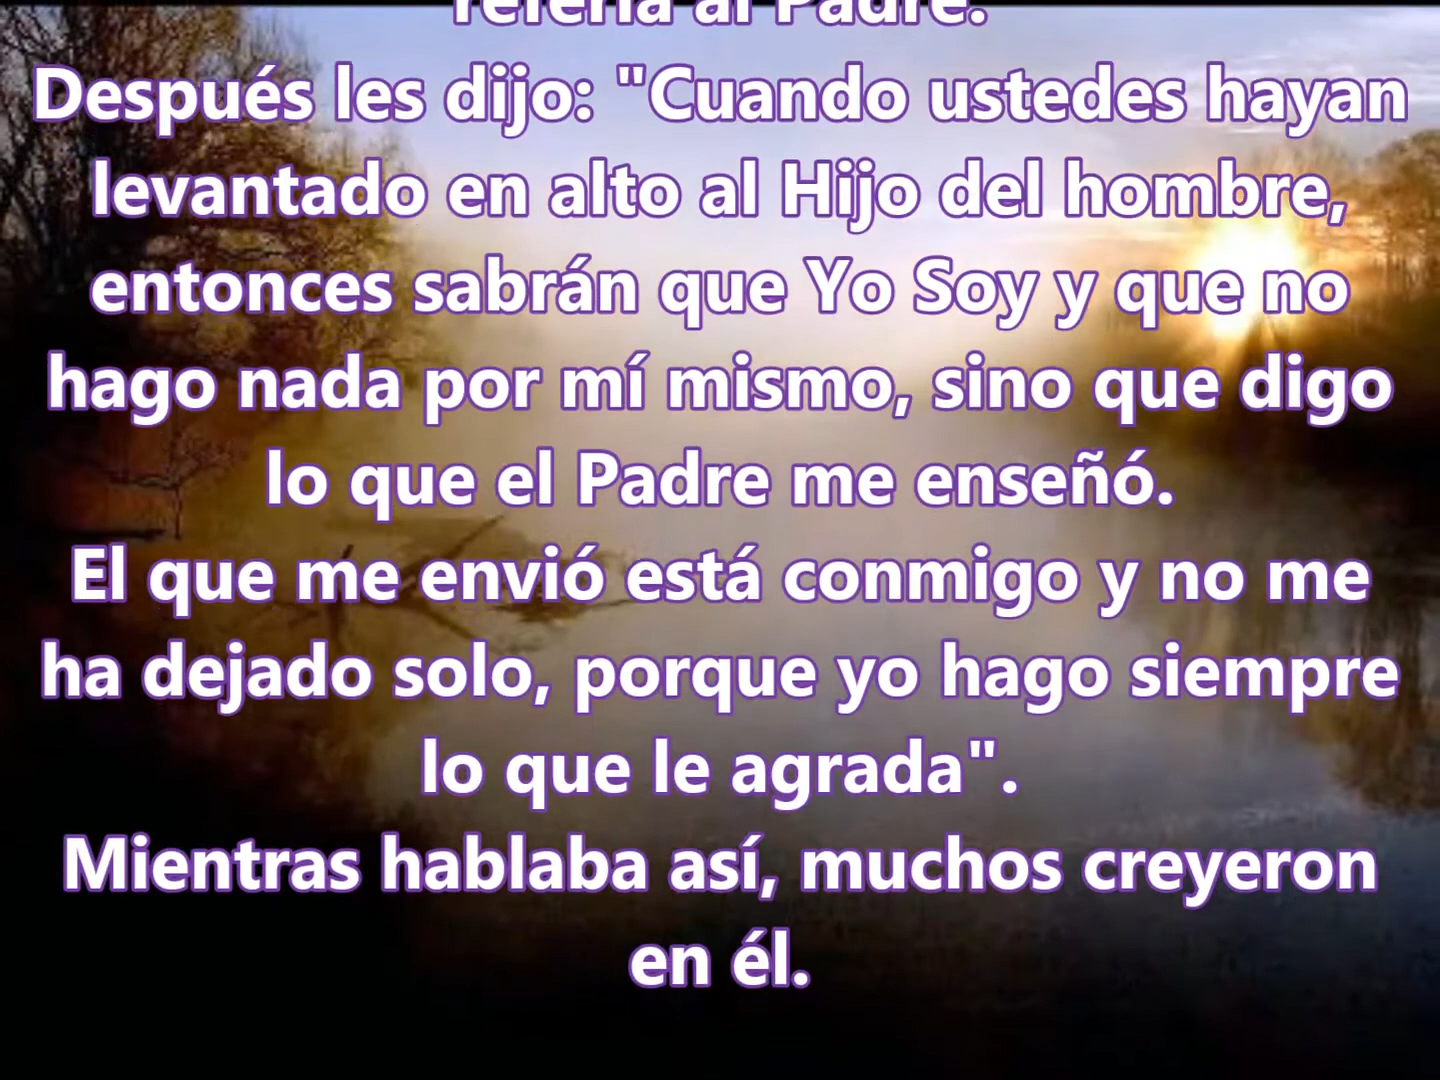 refería al Padre.
Después les dijo: "Cuando ustedes hayan
levantado en alto al Hijo del hombre,
entonces sabrán que Yo Soy y que no
hago nada por mí mismo, sino que digo
lo que el Padre me enseñó.
El que me envió está conmigo y no me
ha dejado solo, porque yo hago siempre
lo que le agrada".
Mientras hablaba así, muchos creyeron
en él.